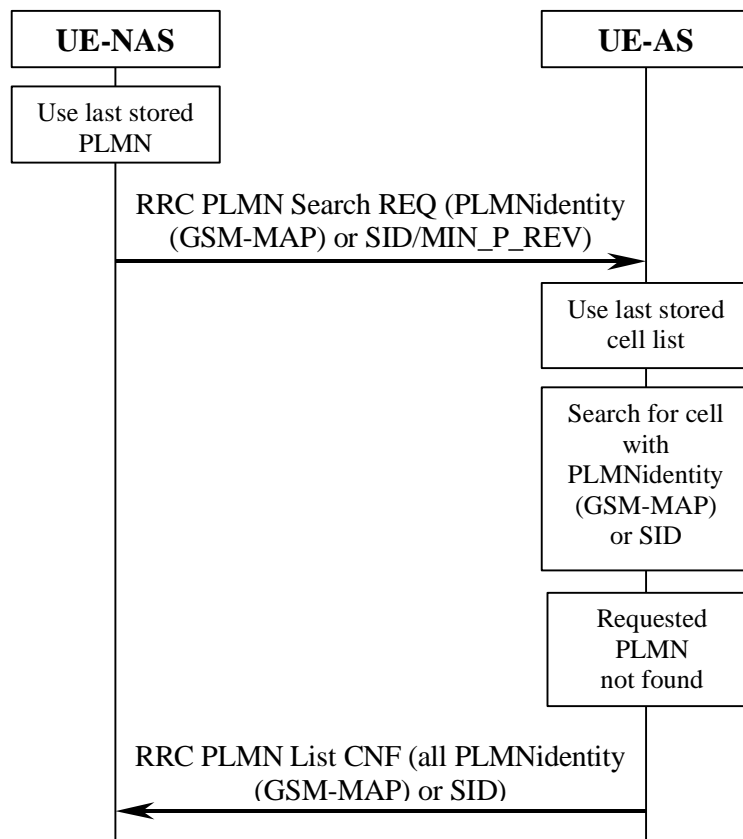 UE-NAS
UE-AS
Use last stored
PLMN
RRC PLMN Search REQ (PLMNidentity
(GSM-MAP) or SID/MIN_P_REV)
Use last stored
cell list
Search for cell
with
PLMNidentity
(GSM-MAP)
or SID
Requested
PLMN
not found
RRC PLMN List CNF (all PLMNidentity
(GSM-MAP) or SID)